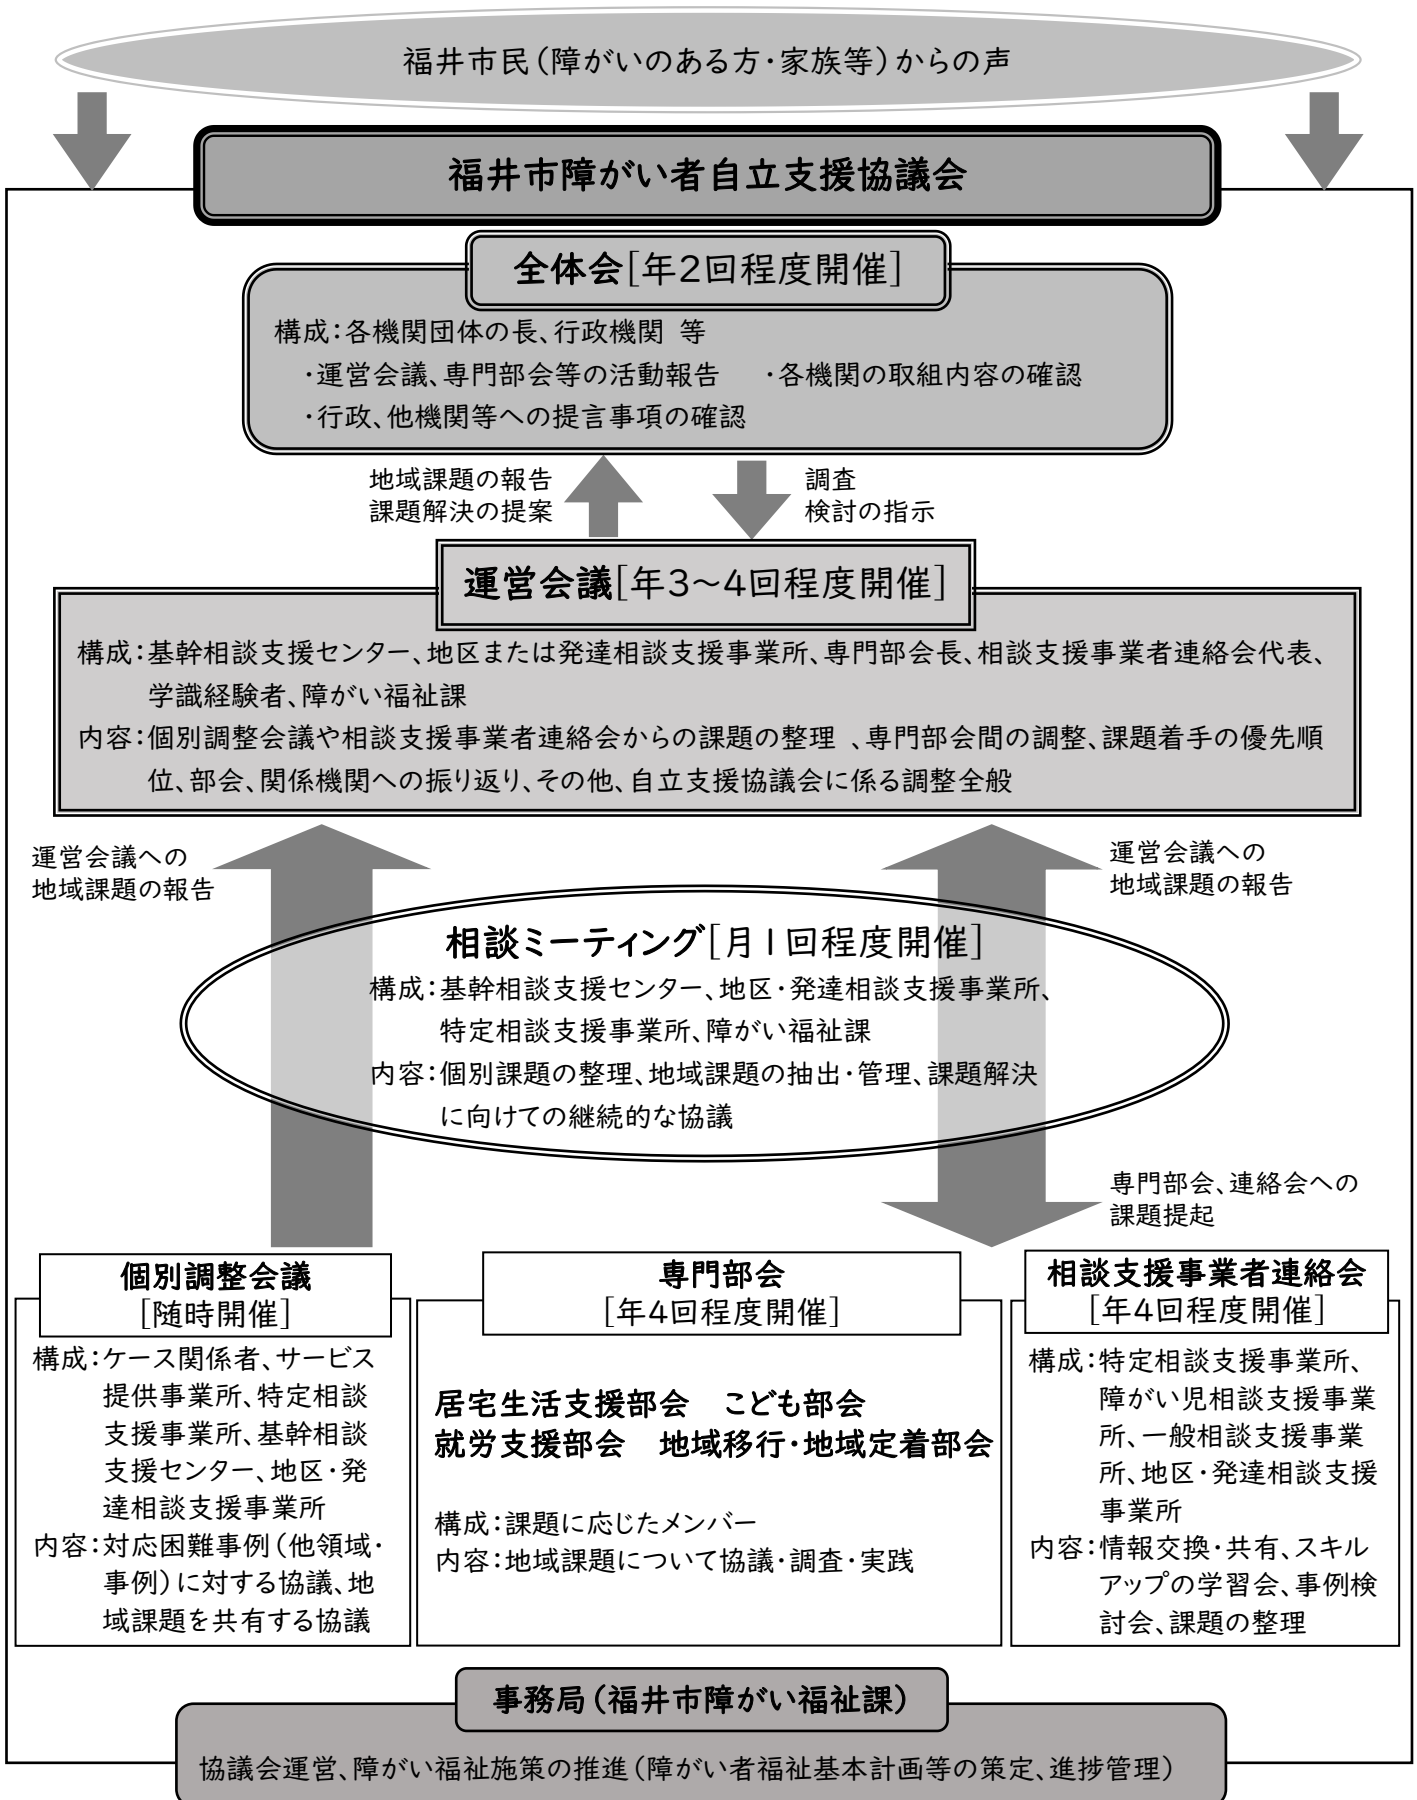 福井市民（障がいのある方・家族等）からの声
福井市障がい者自立支援協議会
全体会［年2回程度開催］
構成：各機関団体の長、行政機関 等
・運営会議、専門部会等の活動報告 ・各機関の取組内容の確認
・行政、他機関等への提言事項の確認
地域課題の報告
課題解決の提案
調査
検討の指示
運営会議［年3～4回程度開催］
構成：基幹相談支援センター、地区または発達相談支援事業所、専門部会長、相談支援事業者連絡会代表、
学識経験者、障がい福祉課
内容：個別調整会議や相談支援事業者連絡会からの課題の整理 、専門部会間の調整、課題着手の優先順
位、部会、関係機関への振り返り、その他、自立支援協議会に係る調整全般
運営会議への
地域課題の報告
運営会議への
地域課題の報告
相談ミーティング［月1回程度開催］
構成：基幹相談支援センター、地区・発達相談支援事業所、
特定相談支援事業所、障がい福祉課
内容：個別課題の整理、地域課題の抽出・管理、課題解決
に向けての継続的な協議
専門部会、連絡会への
課題提起
個別調整会議
［随時開催］
構成：ケース関係者、サービス
提供事業所、特定相談
支援事業所、基幹相談
支援センター、地区・発
達相談支援事業所
内容：対応困難事例（他領域・
事例）に対する協議、地
域課題を共有する協議
専門部会
［年4回程度開催］
居宅生活支援部会 こども部会
就労支援部会 地域移行・地域定着部会
構成：課題に応じたメンバー
内容：地域課題について協議・調査・実践
相談支援事業者連絡会
［年4回程度開催］
構成：特定相談支援事業所、
障がい児相談支援事業
所、一般相談支援事業
所、地区・発達相談支援
事業所
内容：情報交換・共有、スキル
アップの学習会、事例検
討会、課題の整理
事務局（福井市障がい福祉課）
協議会運営、障がい福祉施策の推進（障がい者福祉基本計画等の策定、進捗管理）